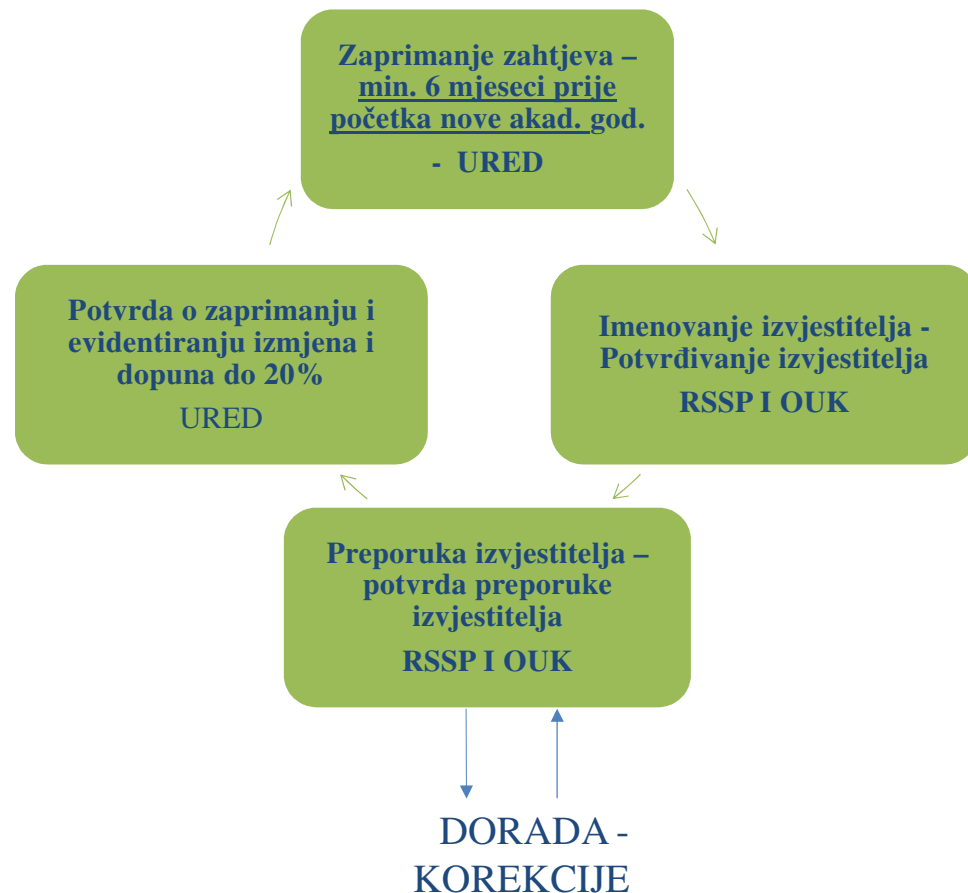 Zaprimanje zahtjeva –
min. 6 mjeseci prije
početka nove akad. god.
- URED
Imenovanje izvjestitelja -
Potvrđivanje izvjestitelja
RSSP I OUK
Preporuka izvjestitelja –
potvrda preporuke
izvjestitelja
RSSP I OUK
DORADA -
KOREKCIJE
Potvrda o zaprimanju i
evidentiranju izmjena i
dopuna do 20%
URED